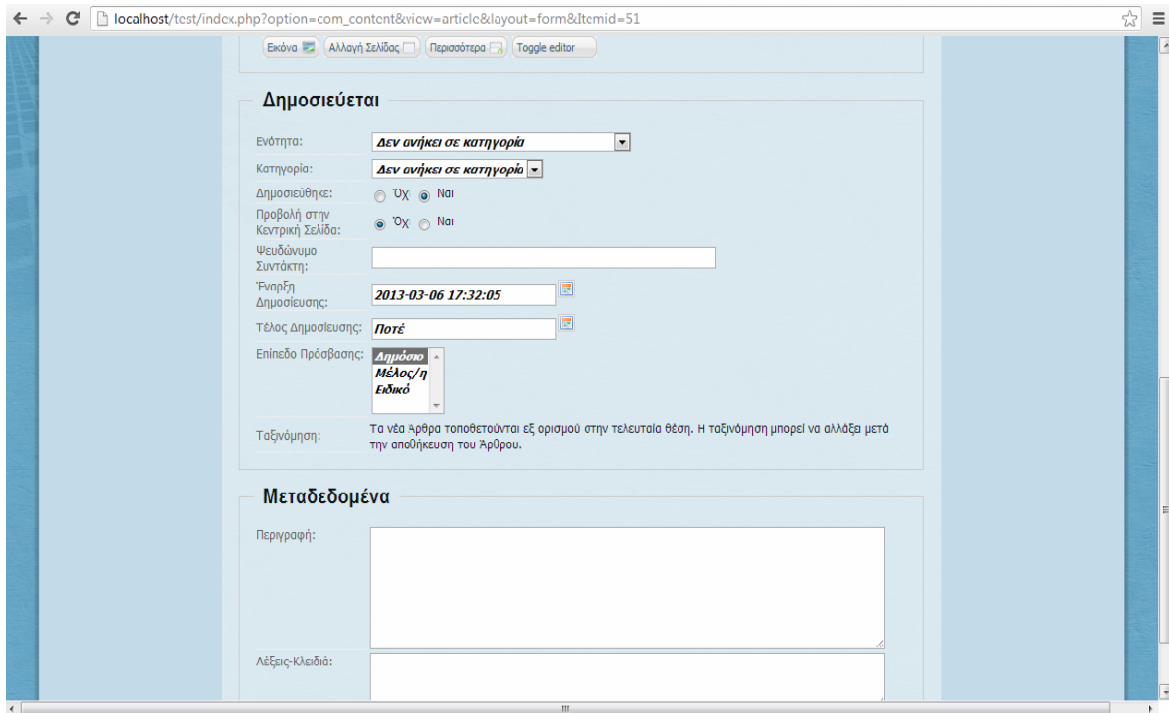 localhost/test/index.php?option=com_content&view=article&layout=form&Itemid=51
Εικόνα Αλλαγή Σελίδας Περισσότερα Toggle editor
Δημοσιεύεται
Ενότητα: Δεν ανήκει σε κατηγορία
Κατηγορία: Δεν ανήκει σε κατηγορία
Δημοσιεύθηκε: Όχι Ναι
Προβολή στην
Κεντρική Σελίδα: Όχι Ναι
Ψευδώνυμο
Συντάκτη:
Έναρξη
Δημοσίευσης: 2013-03-06 17:32:05
Τέλος Δημοσίευσης: Ποτέ
Επίπεδο Πρόσβασης: Δημόσιο
Μέλος/η
Ειδικό
Ταξινόμηση: Τα νέα Άρθρα τοποθετούνται εξ ορισμού στην τελευταία θέση. Η ταξινόμηση μπορεί να αλλάξει μετά
την αποθήκευση του Άρθρου.
Μεταδεδομένα
Περιγραφή:
Λέξεις-Κλειδιά: